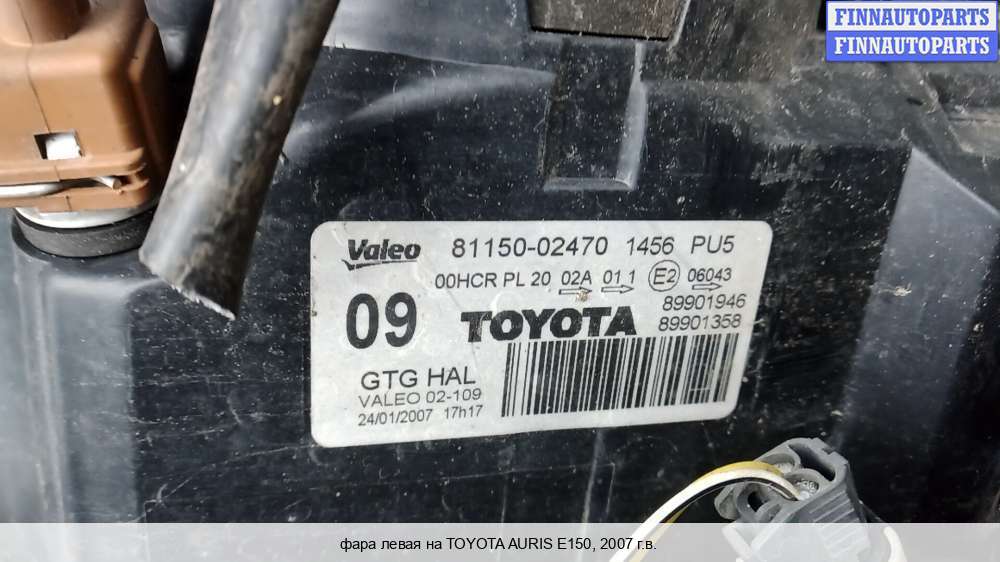 FINNAUTOPARTS
FINNAUTOPARTS
Valeo 81150-02470 1456 PU5
00HCR PL 20 02A 01 1 E2 06043
89901946
09 TOYOTA 89901358
GTG HAL
VALEO 02-109
24/01/2007 17h17
фара левая на TOYOTA AURIS E150, 2007 г.в.